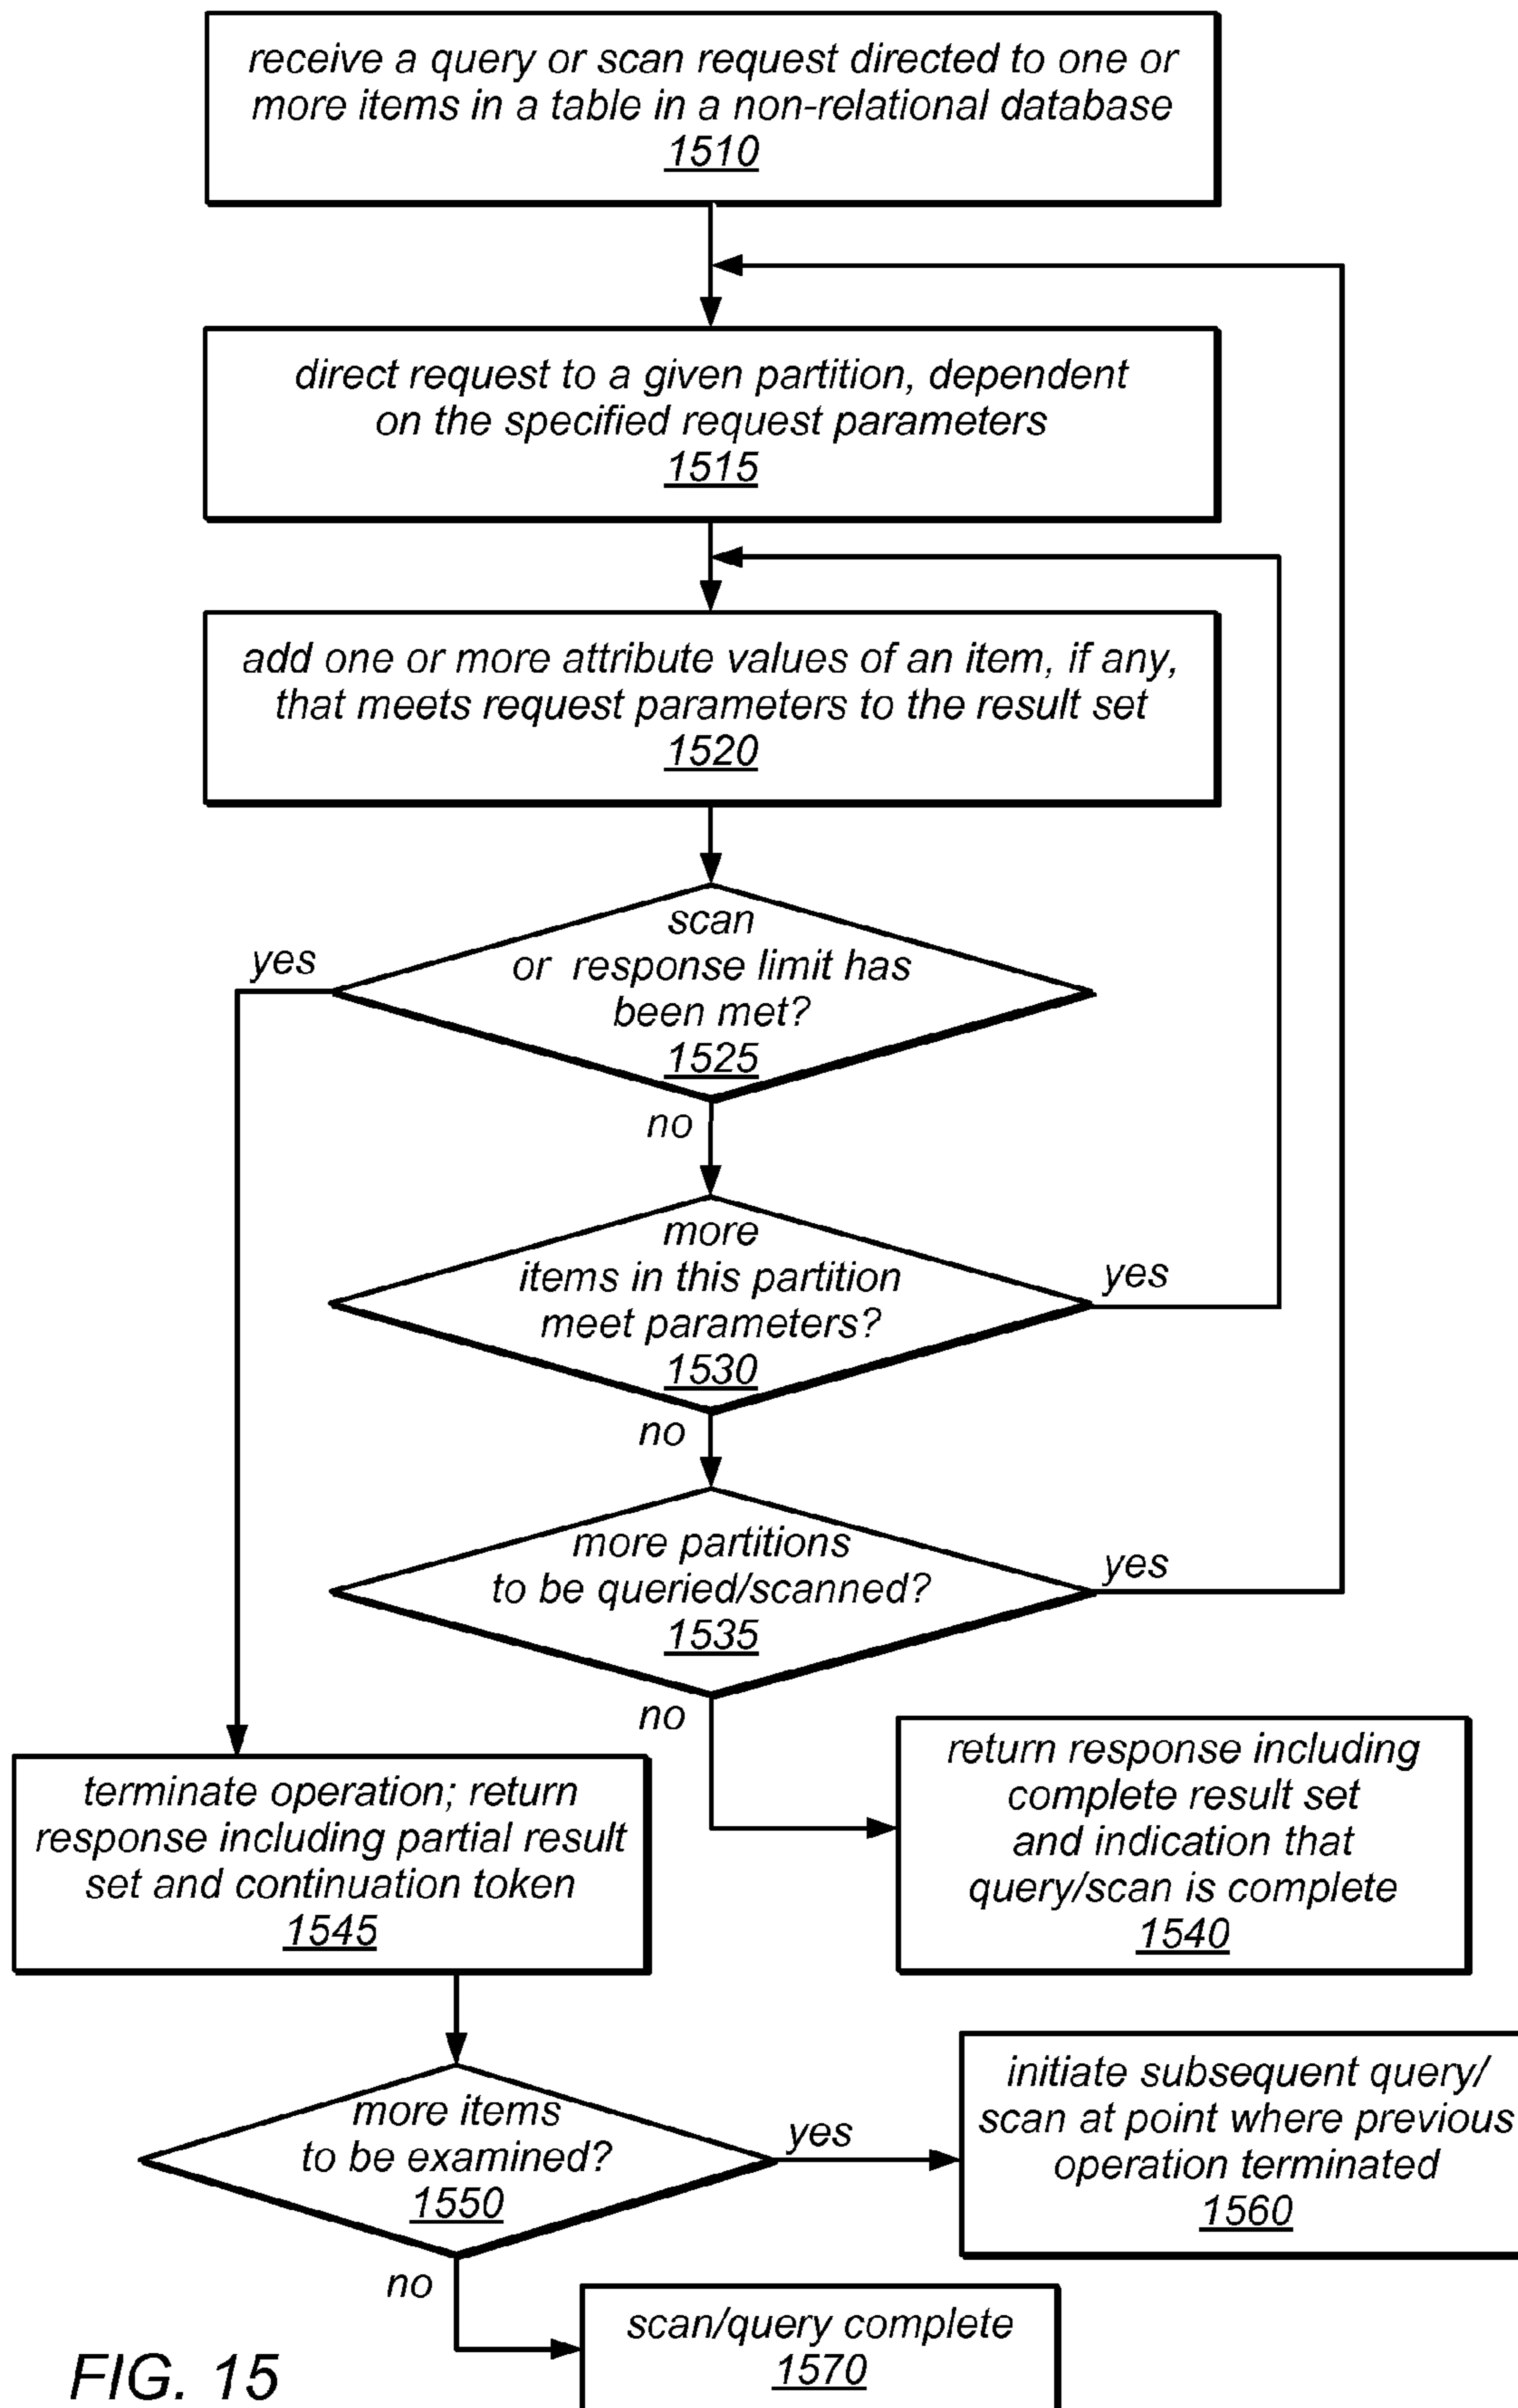 receive a query or scan request directed to one or
more items in a table in a non-relational database
1510
direct request to a given partition, dependent
on the specified request parameters
1515
add one or more attribute values of an item, if any,
that meets request parameters to the result set
1520
scan
or response limit has
been met?
1525
yes
no
more
items in this partition
meet parameters?
1530
yes
no
more partitions
to be queried/scanned?
1535
yes
no
return response including
complete result set
and indication that
query/scan is complete
1540
terminate operation; return
response including partial result
set and continuation token
1545
more items
to be examined?
1550
yes
initiate subsequent query/
scan at point where previous
operation terminated
1560
no
scan/query complete
1570
FIG. 15